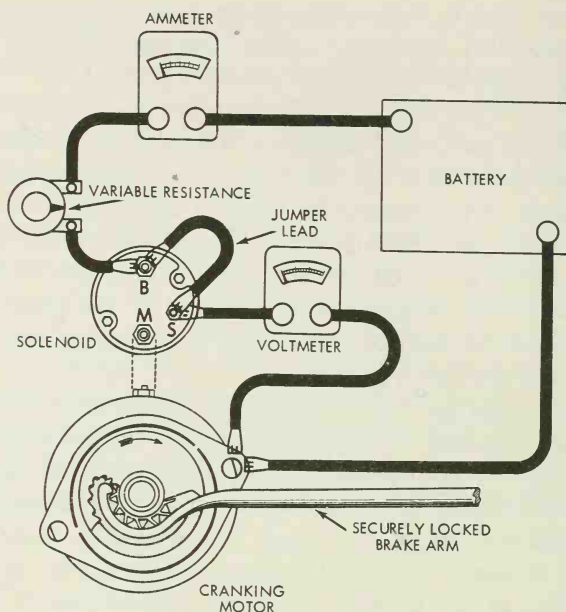 AMMETER
BATTERY
VARIABLE RESISTANCE
JUMPER
LEAD
B
S
M
SOLENOID
VOLTMETER
SECURELY LOCKED
BRAKE ARM
CRANKING
MOTOR